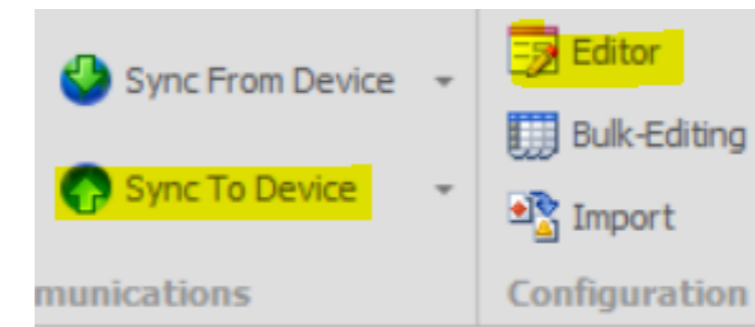 Sync From Device
Sync To Device
munications
Editor
Bulk-Editing
Import
Configuration